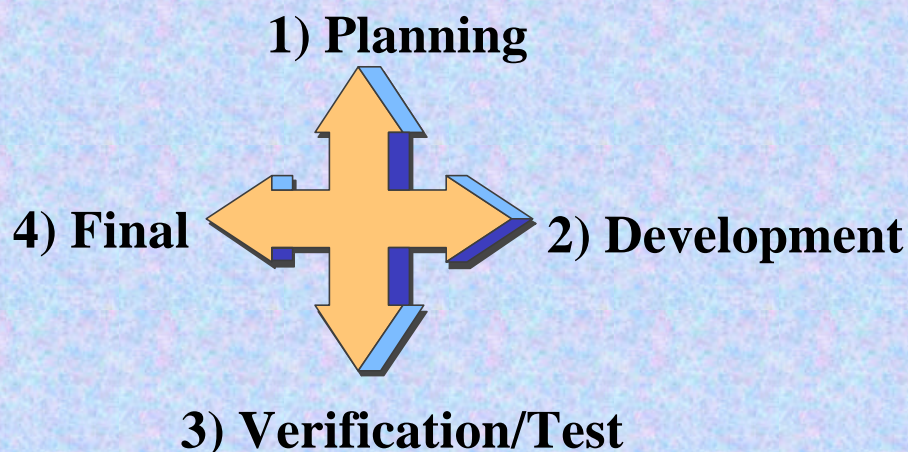 1) Planning
4) Final
2) Development
3) Verification/Test